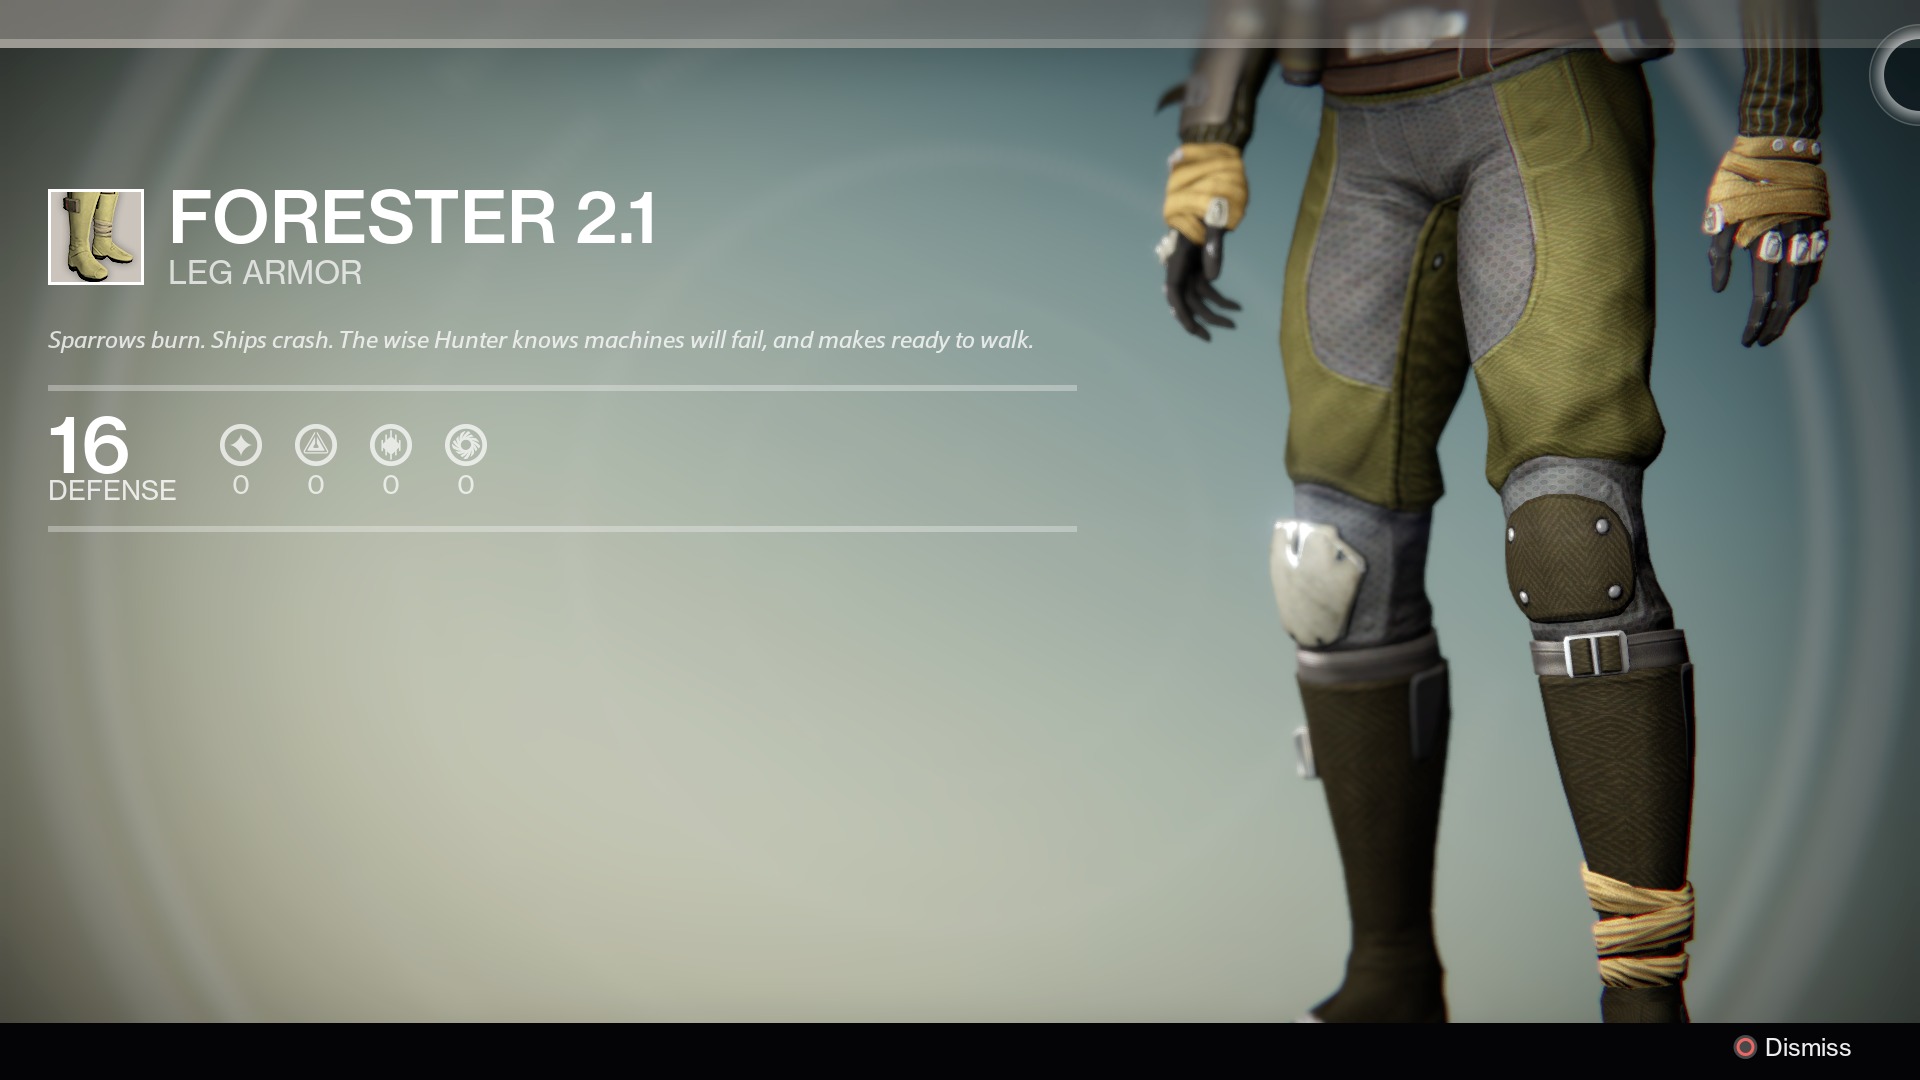 FORESTER 2.1
LEG ARMOR
Sparrows burn. Ships crash. The wise Hunter knows machines will fail, and makes ready to walk.
16
DEFENSE
0 0 0 0
Dismiss